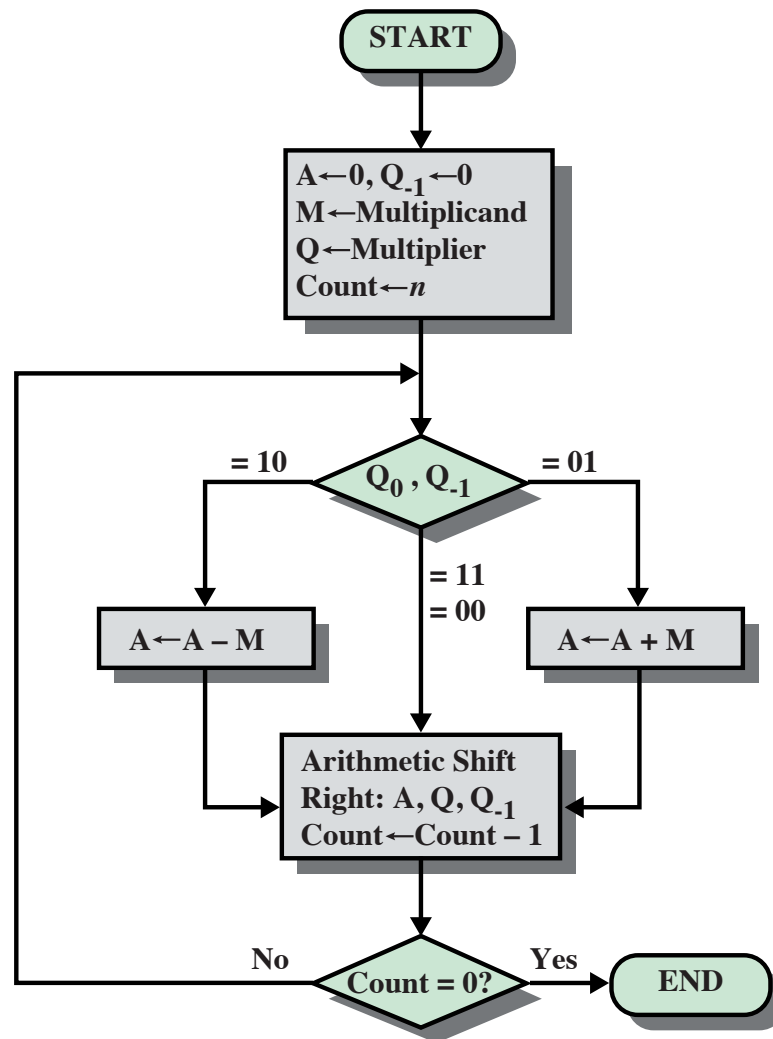 START
A←0, Q₋₁←0
M←Multiplicand
Q←Multiplier
Count←n
= 10
Q₀ , Q₋₁
= 01
= 11
= 00
A←A – M
A←A + M
Arithmetic Shift
Right: A, Q, Q₋₁
Count←Count – 1
No
Count = 0?
Yes
END